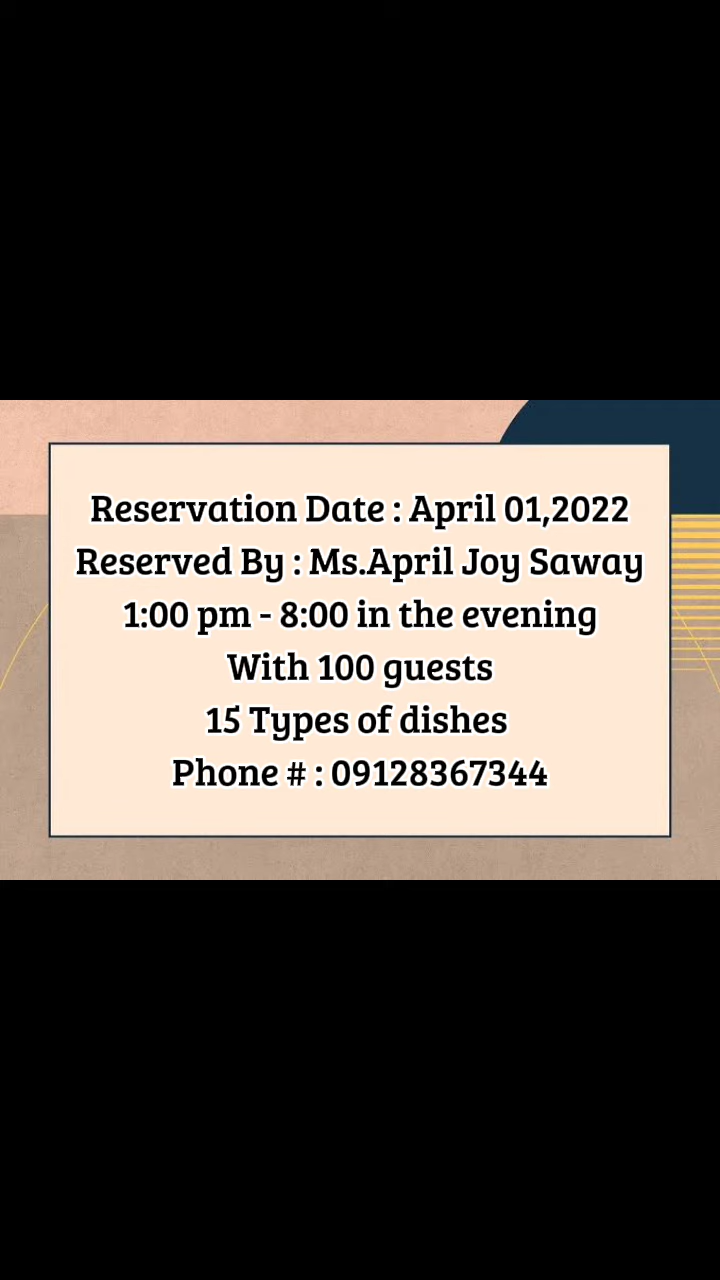 Reservation Date : April 01,2022
Reserved By : Ms.April Joy Saway
1:00 pm - 8:00 in the evening
With 100 guests
15 Types of dishes
Phone # : 09128367344